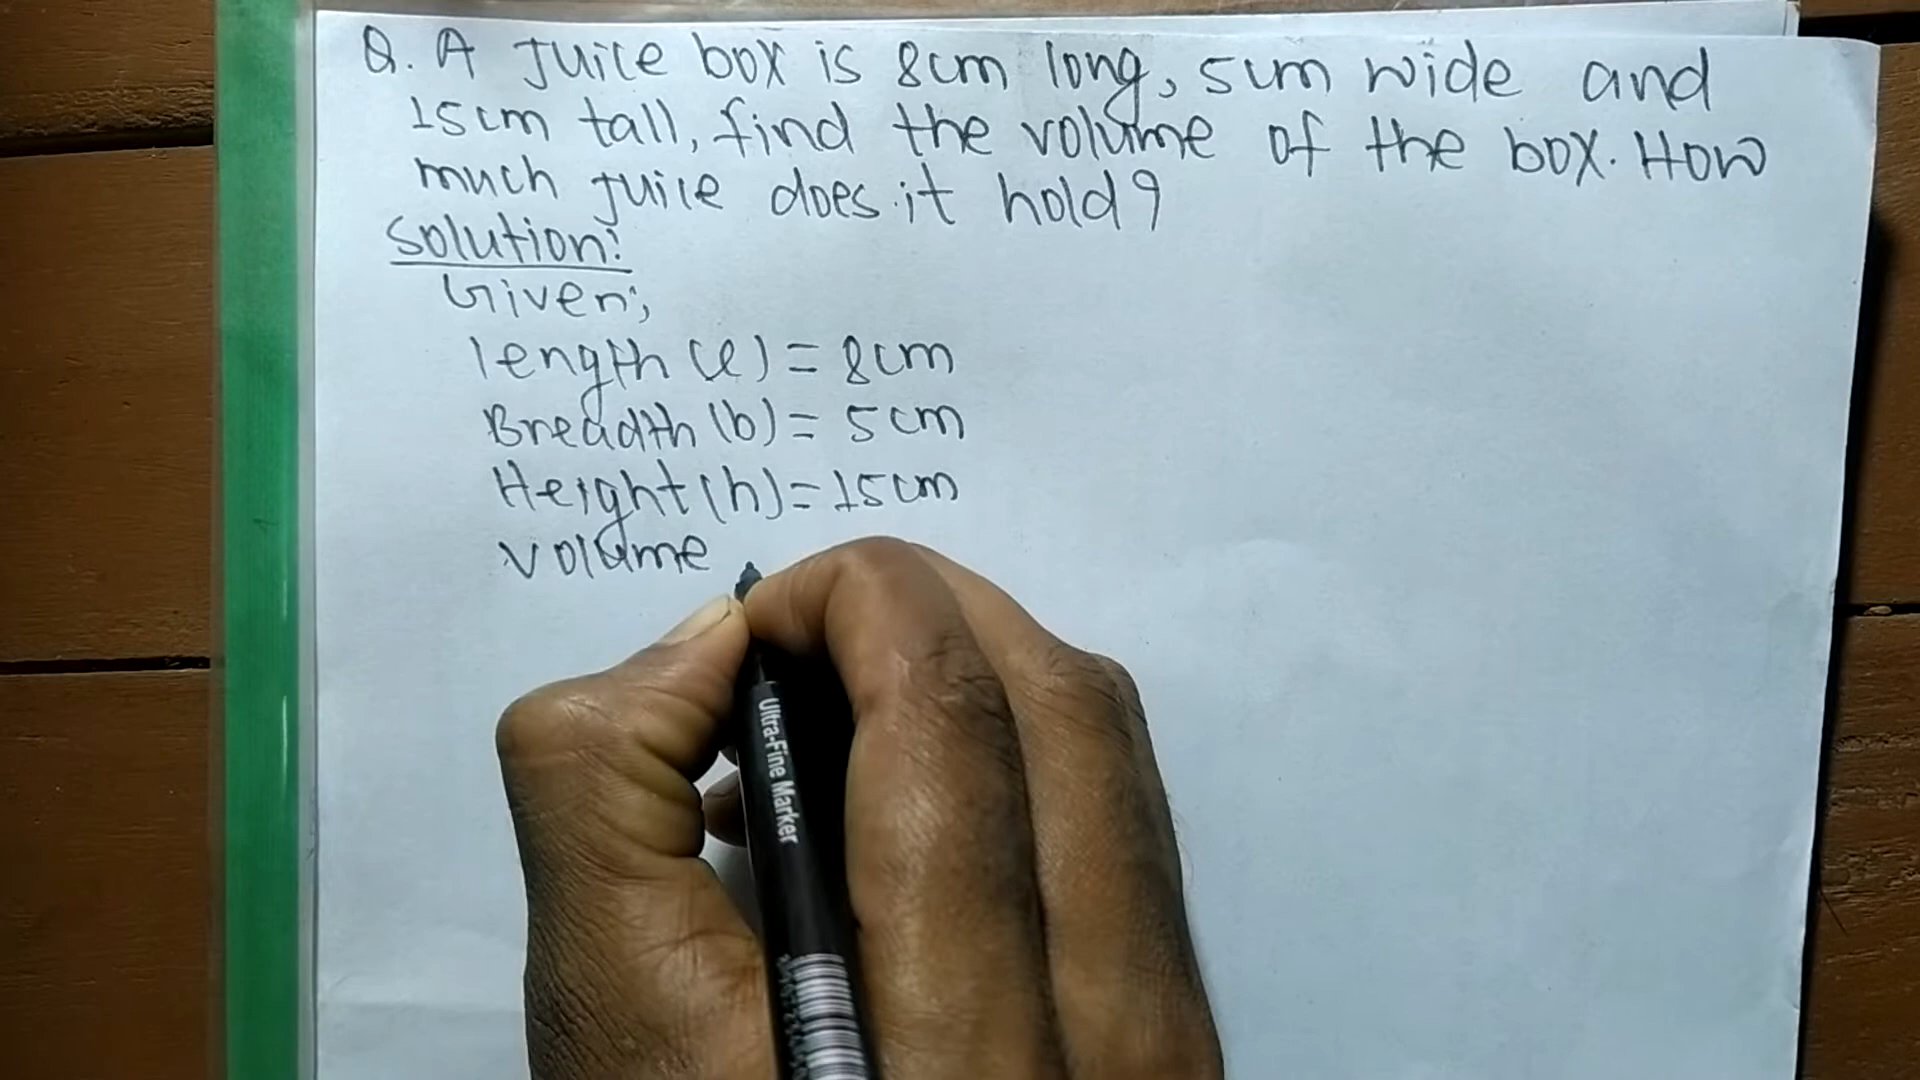 Q. A Juice box is 8cm long, 5cm wide and
15cm tall, find the volume of the box. How
much juice does it hold?
Solution:
Given;
length (l) = 8cm
Breadth (b) = 5cm
Height (h) = 15cm
Volume
Ultra-Fine Marker